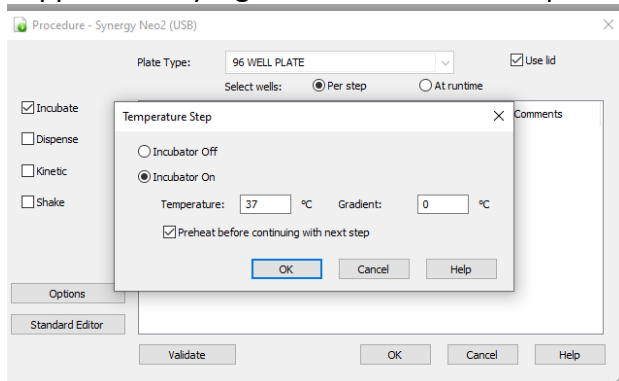 Procedure - Synergy Neo2 (USB)
Plate Type: 96 WELL PLATE Use lid
Select wells: Per step At runtime
Incubate
Dispense
Kinetic
Shake
Comments
Temperature Step
Incubator Off
Incubator On
Temperature: 37 ºC Gradient: 0 ºC
Preheat before continuing with next step
OK Cancel Help
Options
Standard Editor
Validate OK Cancel Help